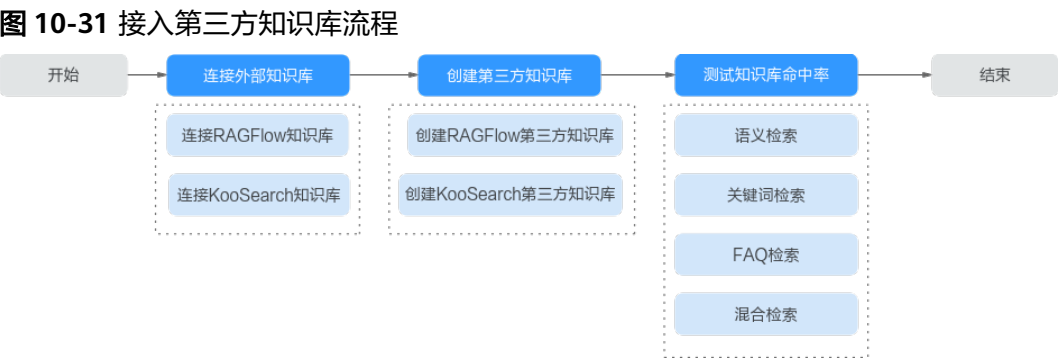 图 10-31 接入第三方知识库流程
开始
连接外部知识库
创建第三方知识库
测试知识库命中率
结束
连接RAGFlow知识库
创建RAGFlow第三方知识库
语义检索
连接KooSearch知识库
创建KooSearch第三方知识库
关键词检索
FAQ检索
混合检索